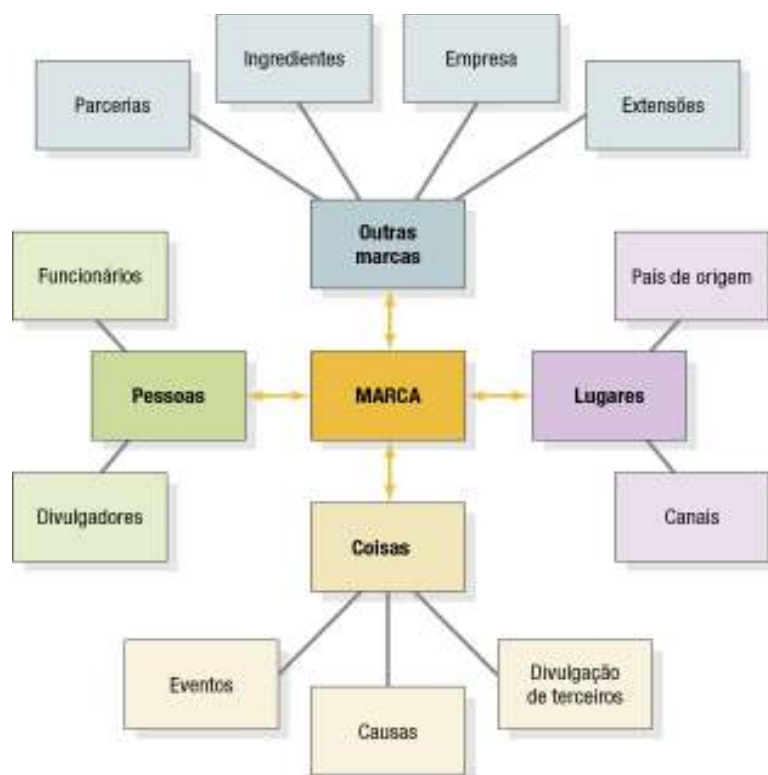 Ingredientes
Empresa
Parcerias
Extensões
Outras
marcas
Funcionários
País de origem
Pessoas
MARCA
Lugares
Divulgadores
Canais
Coisas
Eventos
Causas
Divulgação
de terceiros